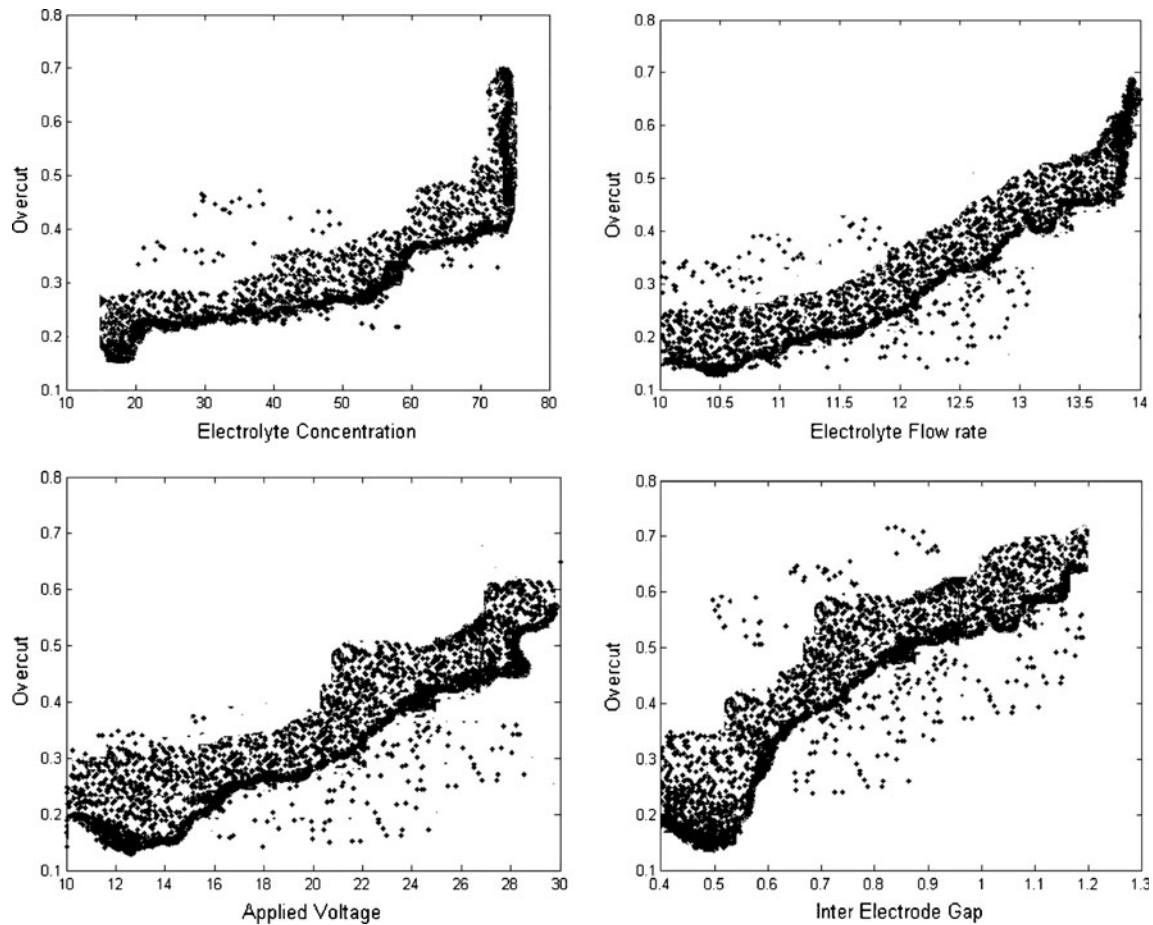 0.8
0.7
0.6
0.5
0.4
0.3
0.2
0.1
Overcut
10 20 30 40 50 60 70 80
Electrolyte Concentration
0.8
0.7
0.6
0.5
0.4
0.3
0.2
0.1
Overcut
10 10.5 11 11.5 12 12.5 13 13.5 14
Electrolyte Flow rate
0.8
0.7
0.6
0.5
0.4
0.3
0.2
0.1
Overcut
10 12 14 16 18 20 22 24 26 28 30
Applied Voltage
0.8
0.7
0.6
0.5
0.4
0.3
0.2
0.1
Overcut
0.4 0.5 0.6 0.7 0.8 0.9 1 1.1 1.2 1.3
Inter Electrode Gap